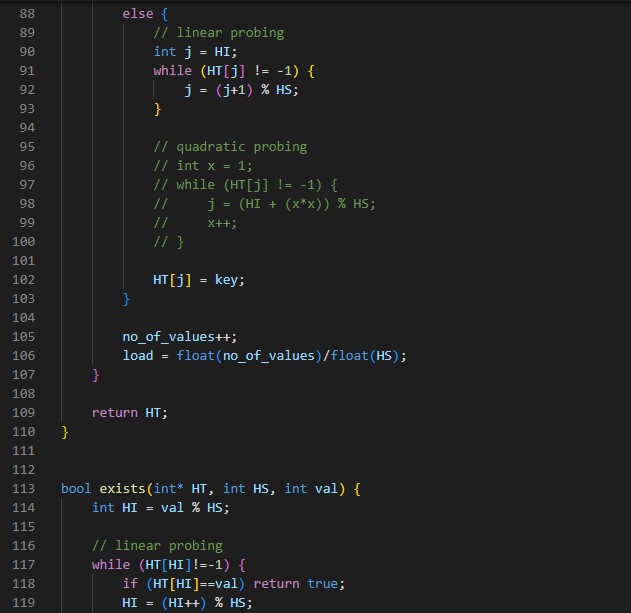 88 else {
89 // linear probing
90 int j = HI;
91 while (HT[j] != -1) {
92 j = (j+1) % HS;
93 }
94
95 // quadratic probing
96 // int x = 1;
97 // while (HT[j] != -1) {
98 //     j = (HI + (x*x)) % HS;
99 //     x++;
100 // }
101
102 HT[j] = key;
103 }
104
105 no_of_values++;
106 load = float(no_of_values)/float(HS);
107 }
108
109 return HT;
110 }
111
112
113 bool exists(int* HT, int HS, int val) {
114 int HI = val % HS;
115
116 // linear probing
117 while (HT[HI]!=-1) {
118 if (HT[HI]==val) return true;
119 HI = (HI++) % HS;